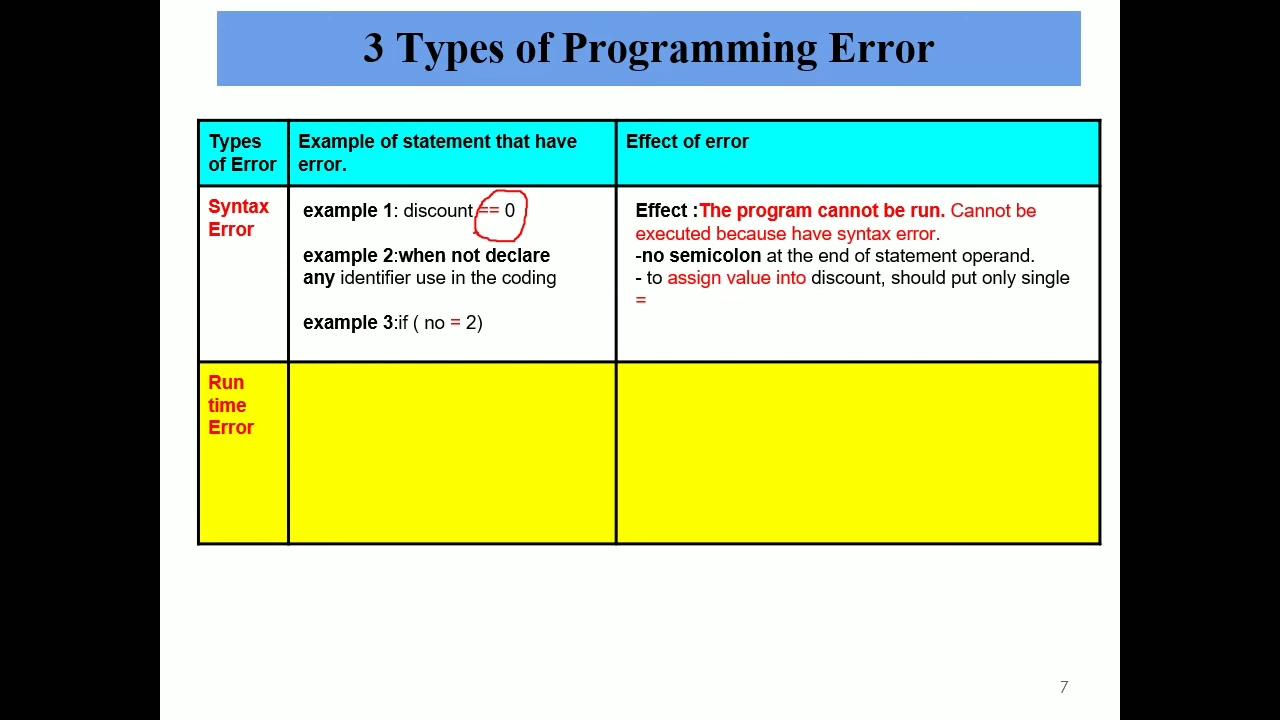 3 Types of Programming Error
Types
of Error
Example of statement that have
error.
Effect of error
Syntax
Error
example 1: discount == 0
example 2:when not declare
any identifier use in the coding
example 3:if ( no = 2)
Effect :The program cannot be run. Cannot be
executed because have syntax error.
-no semicolon at the end of statement operand.
- to assign value into discount, should put only single
=
Run
time
Error
7